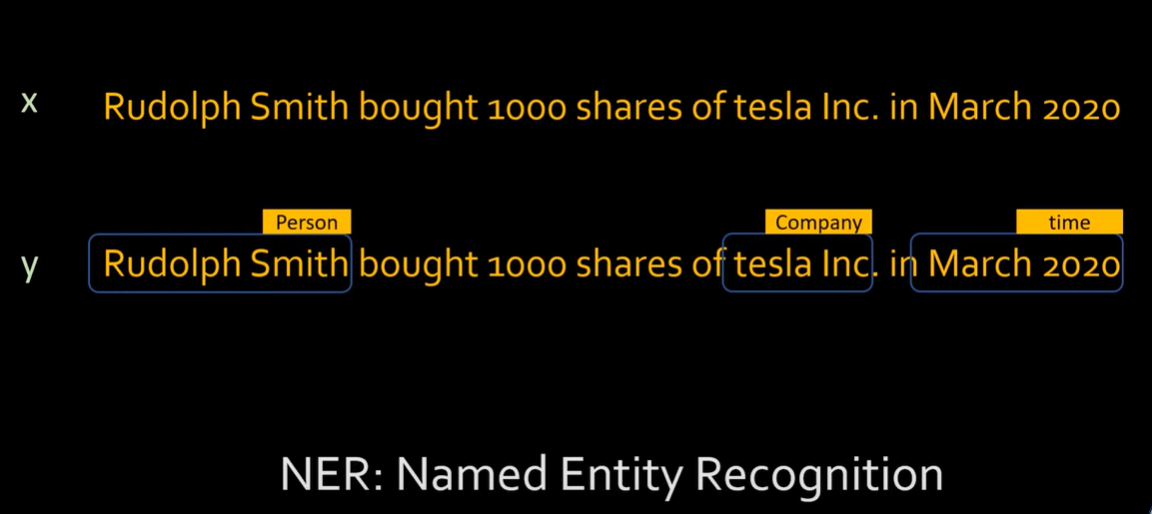 x Rudolph Smith bought 1000 shares of tesla Inc. in March 2020
Person Company time
y Rudolph Smith bought 1000 shares of tesla Inc. in March 2020
NER: Named Entity Recognition